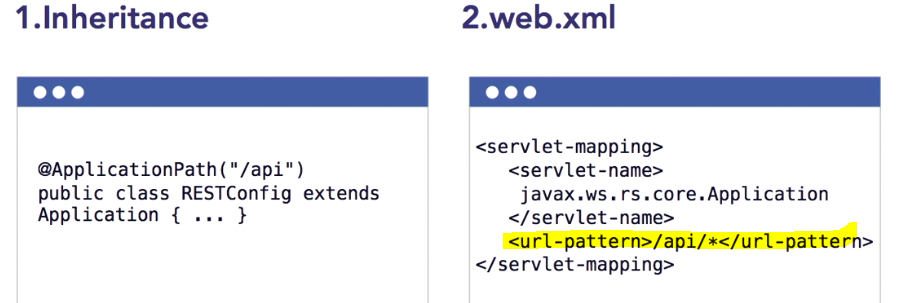 1.Inheritance
@ApplicationPath("/api")
public class RESTConfig extends
Application { ... }
2.web.xml
<servlet-mapping>
<servlet-name>
javax.ws.rs.core.Application
</servlet-name>
<url-pattern>/api/*</url-pattern>
</servlet-mapping>